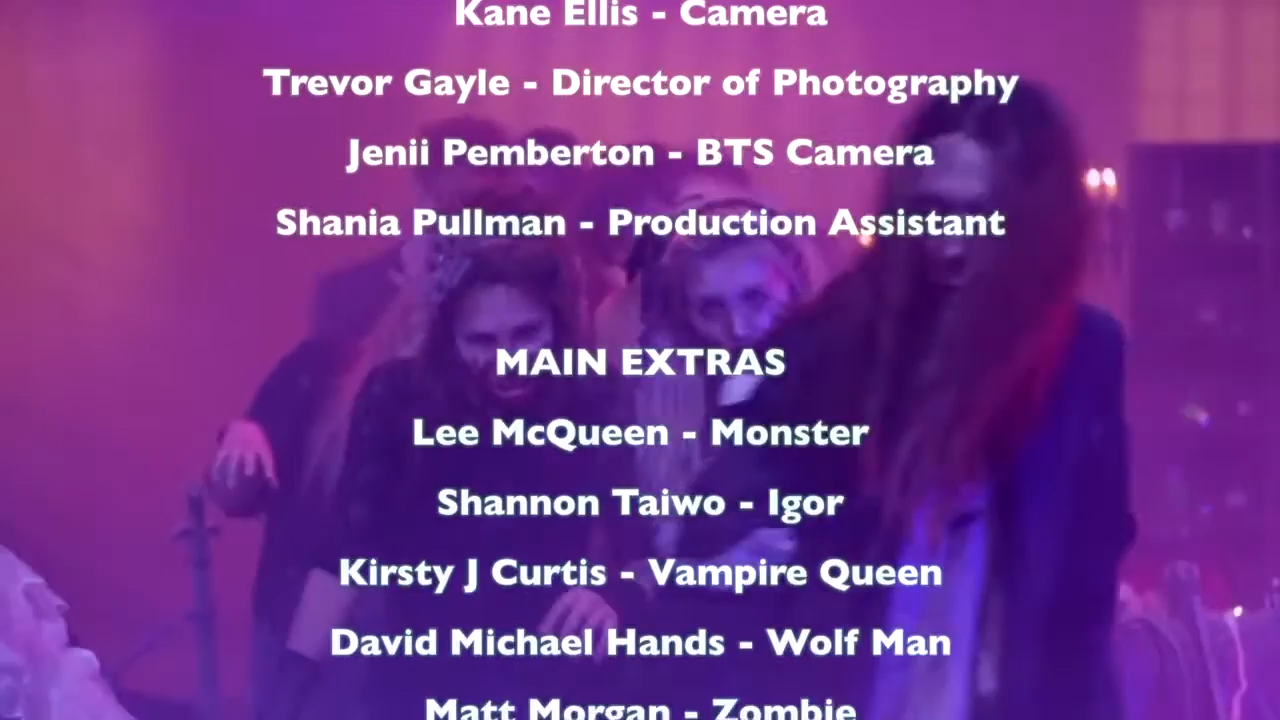 Kane Ellis - Camera
Trevor Gayle - Director of Photography
Jenii Pemberton - BTS Camera
Shania Pullman - Production Assistant
MAIN EXTRAS
Lee McQueen - Monster
Shannon Taiwo - Igor
Kirsty J Curtis - Vampire Queen
David Michael Hands - Wolf Man
Matt Morgan - Zombie